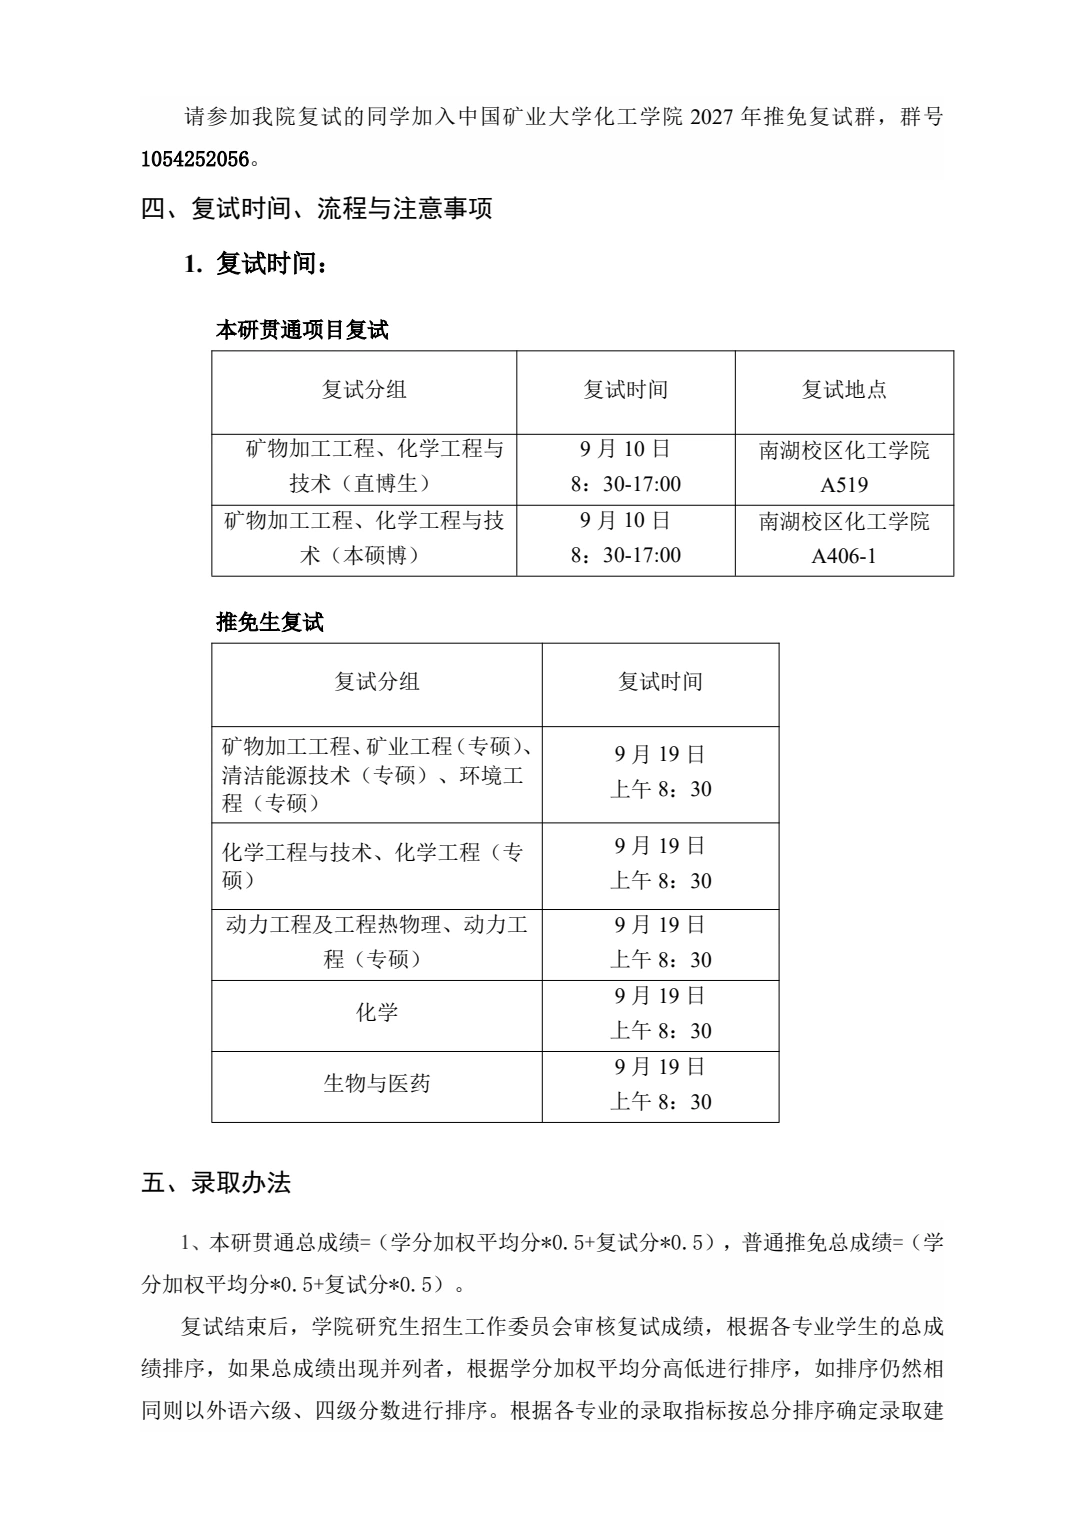 请参加我院复试的同学加入中国矿业大学化工学院 2027 年推免复试群，群号
1054252056。
四、复试时间、流程与注意事项
1. 复试时间：
本研贯通项目复试
复试分组 复试时间 复试地点
矿物加工工程、化学工程与
技术（直博生）
9 月 10 日
8：30-17:00
南湖校区化工学院
A519
矿物加工工程、化学工程与技
术（本硕博）
9 月 10 日
8：30-17:00
南湖校区化工学院
A406-1
推免生复试
复试分组 复试时间
矿物加工工程、矿业工程（专硕）、
清洁能源技术（专硕）、环境工
程（专硕）
9 月 19 日
上午 8：30
化学工程与技术、化学工程（专
硕）
9 月 19 日
上午 8：30
动力工程及工程热物理、动力工
程（专硕）
9 月 19 日
上午 8：30
化学
9 月 19 日
上午 8：30
生物与医药
9 月 19 日
上午 8：30
五、录取办法
1、本研贯通总成绩=（学分加权平均分*0.5+复试分*0.5），普通推免总成绩=（学
分加权平均分*0.5+复试分*0.5）。
复试结束后，学院研究生招生工作委员会审核复试成绩，根据各专业学生的总成
绩排序，如果总成绩出现并列者，根据学分加权平均分高低进行排序，如排序仍然相
同则以外语六级、四级分数进行排序。根据各专业的录取指标按总分排序确定录取建